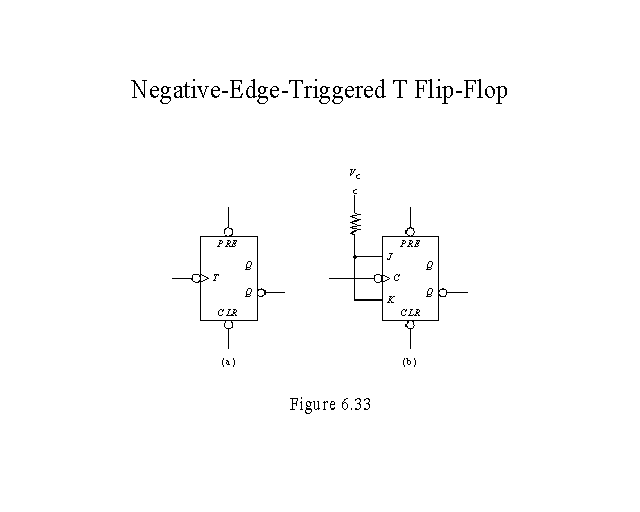 Negative-Edge-Triggered T Flip-Flop
V C
C
PRE
Q
T
Q
CLR
(a)
PRE
J
Q
C
Q
K
CLR
(b)
Figure 6.33